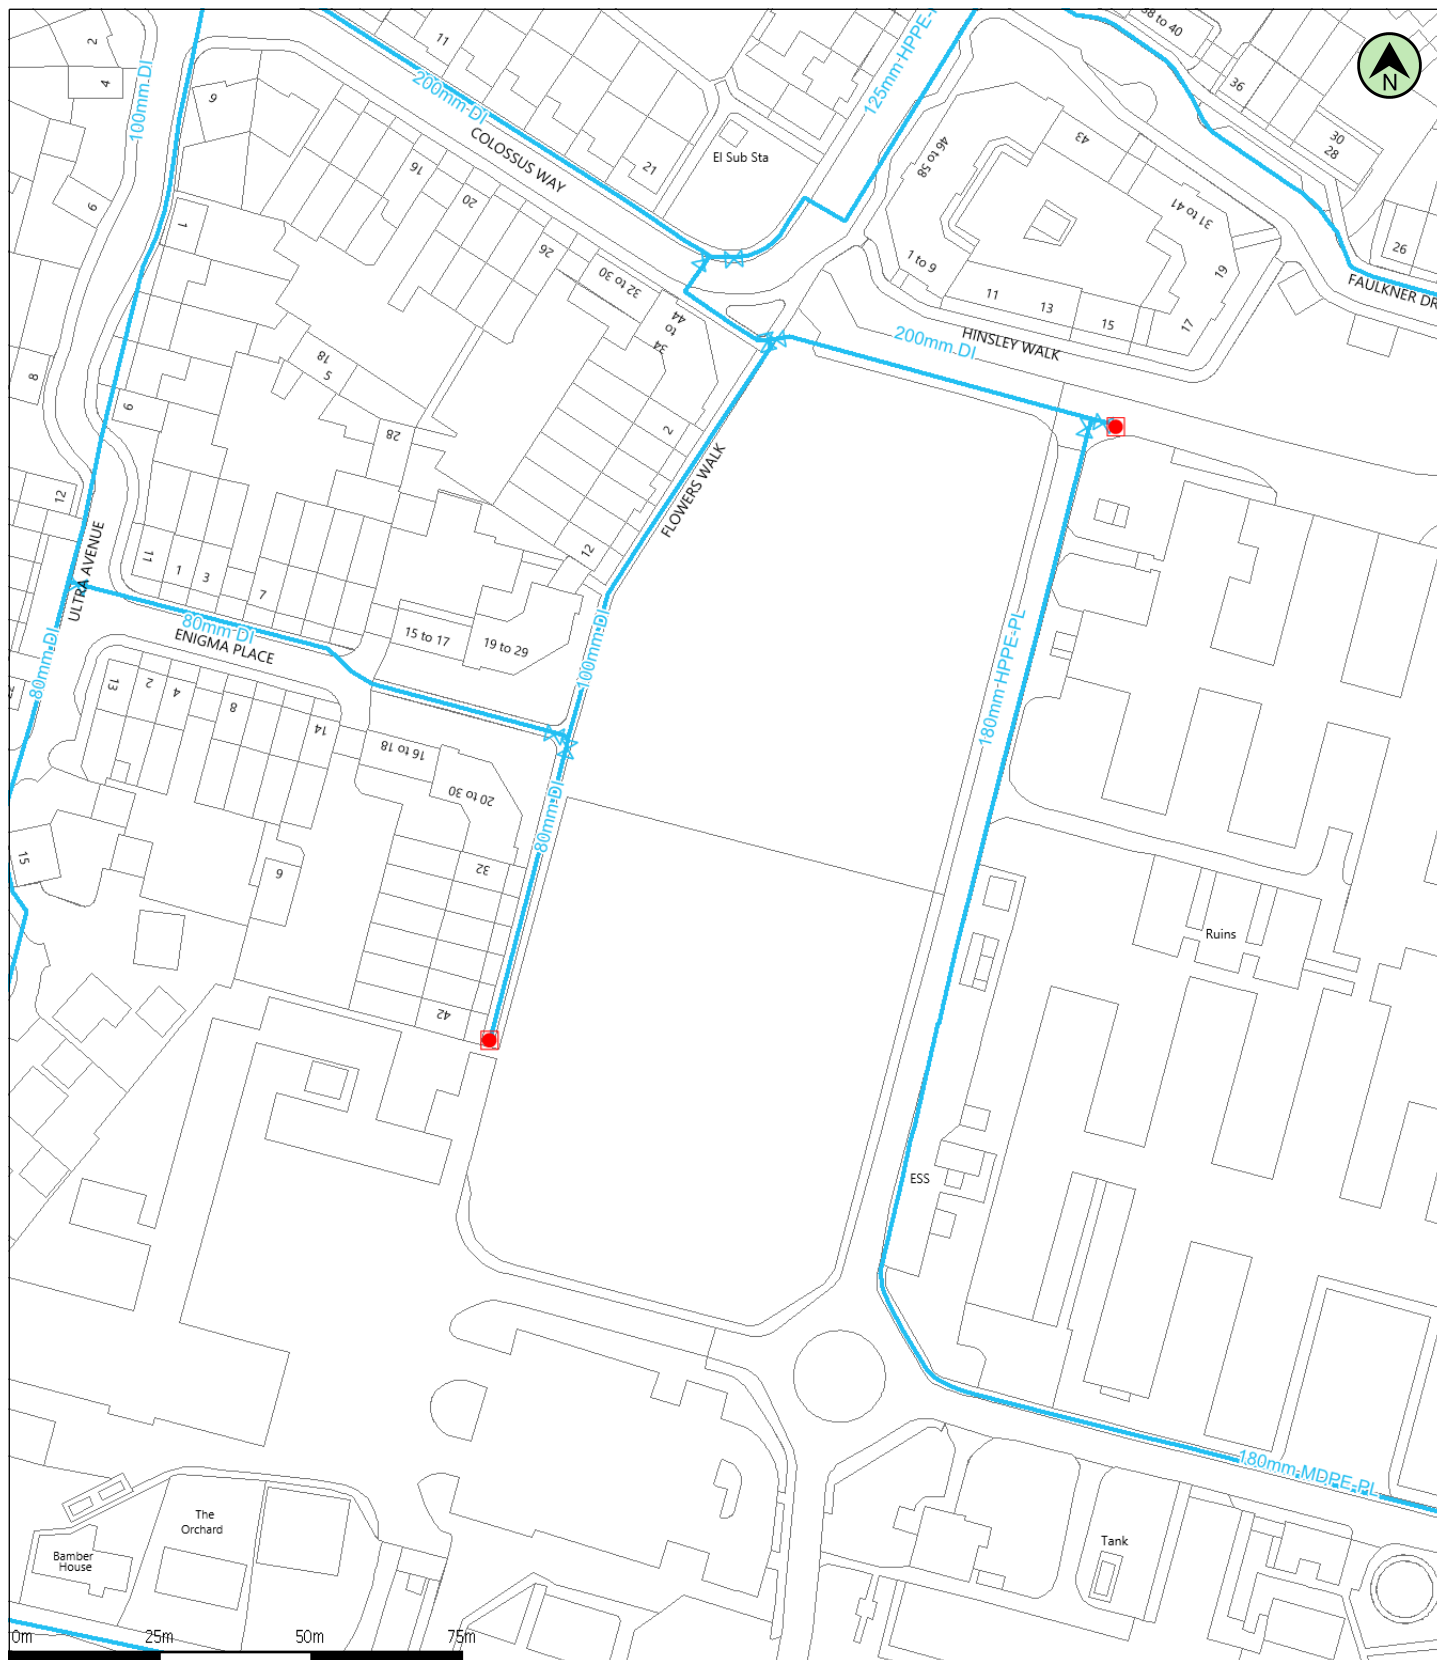 11
38 to 40
2
4
9
36
100mm DI
200mm-DI
125mm-HPPE-P
N
COLOSSUS WAY
El Sub Sta
21
16
20
26
46 to 58
43
30
28
31 to 41
6
1
32 to 30
44
to
34
1 to 9
11
13
15
17
19
26
FAULKNER DR
HINSLEY WALK
200mm.DI
18
5
8
9
28
2
FLOWERS WALK
12
12
11
1
3
7
ULTRA AVENUE
80mm DI
ENIGMA PLACE
15 to 17
19 to 29
100mm-DI
180mm-HPPE-PL
80mm-DI
13
2
4
8
14
16 to 18
20 to 30
80mm-DI
15
6
32
42
Ruins
ESS
180mm-MDPE-PL
The
Orchard
Bamber
House
Tank
0m
25m
50m
75m